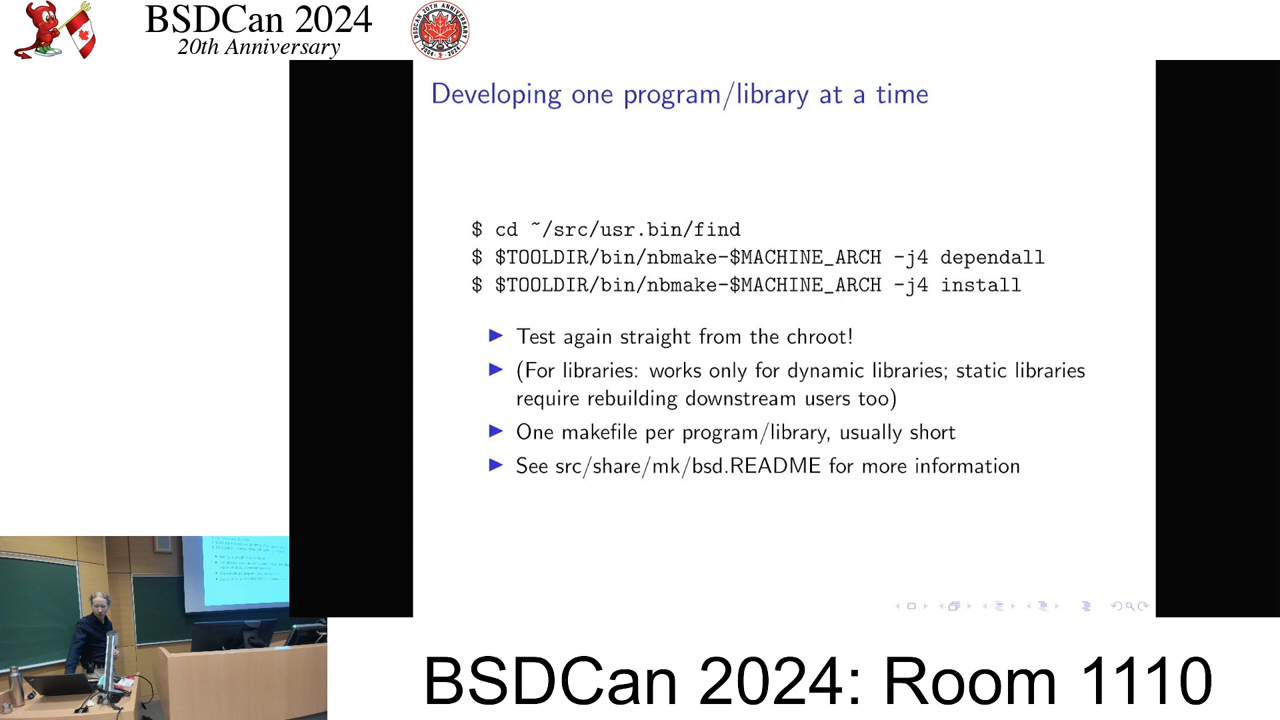 BSDCan 2024
20th Anniversary
Developing one program/library at a time
$ cd ~/src/usr.bin/find
$ $TOOLDIR/bin/nbmake-$MACHINE_ARCH -j4 dependall
$ $TOOLDIR/bin/nbmake-$MACHINE_ARCH -j4 install
▶ Test again straight from the chroot!
▶ (For libraries: works only for dynamic libraries; static libraries
require rebuilding downstream users too)
▶ One makefile per program/library, usually short
▶ See src/share/mk/bsd.README for more information
BSDCan 2024: Room 1110